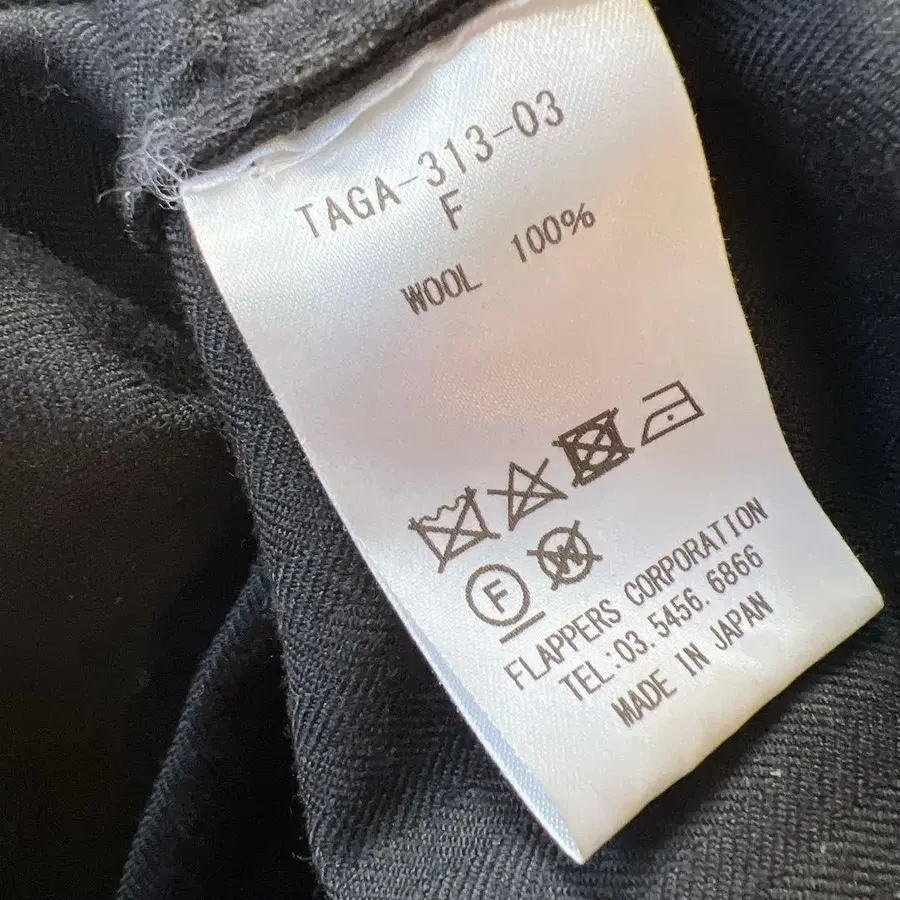 TAGA-313-03
F
WOOL 100%
F W
FLAPPERS CORPORATION
TEL:03.5456.6866
MADE IN JAPAN